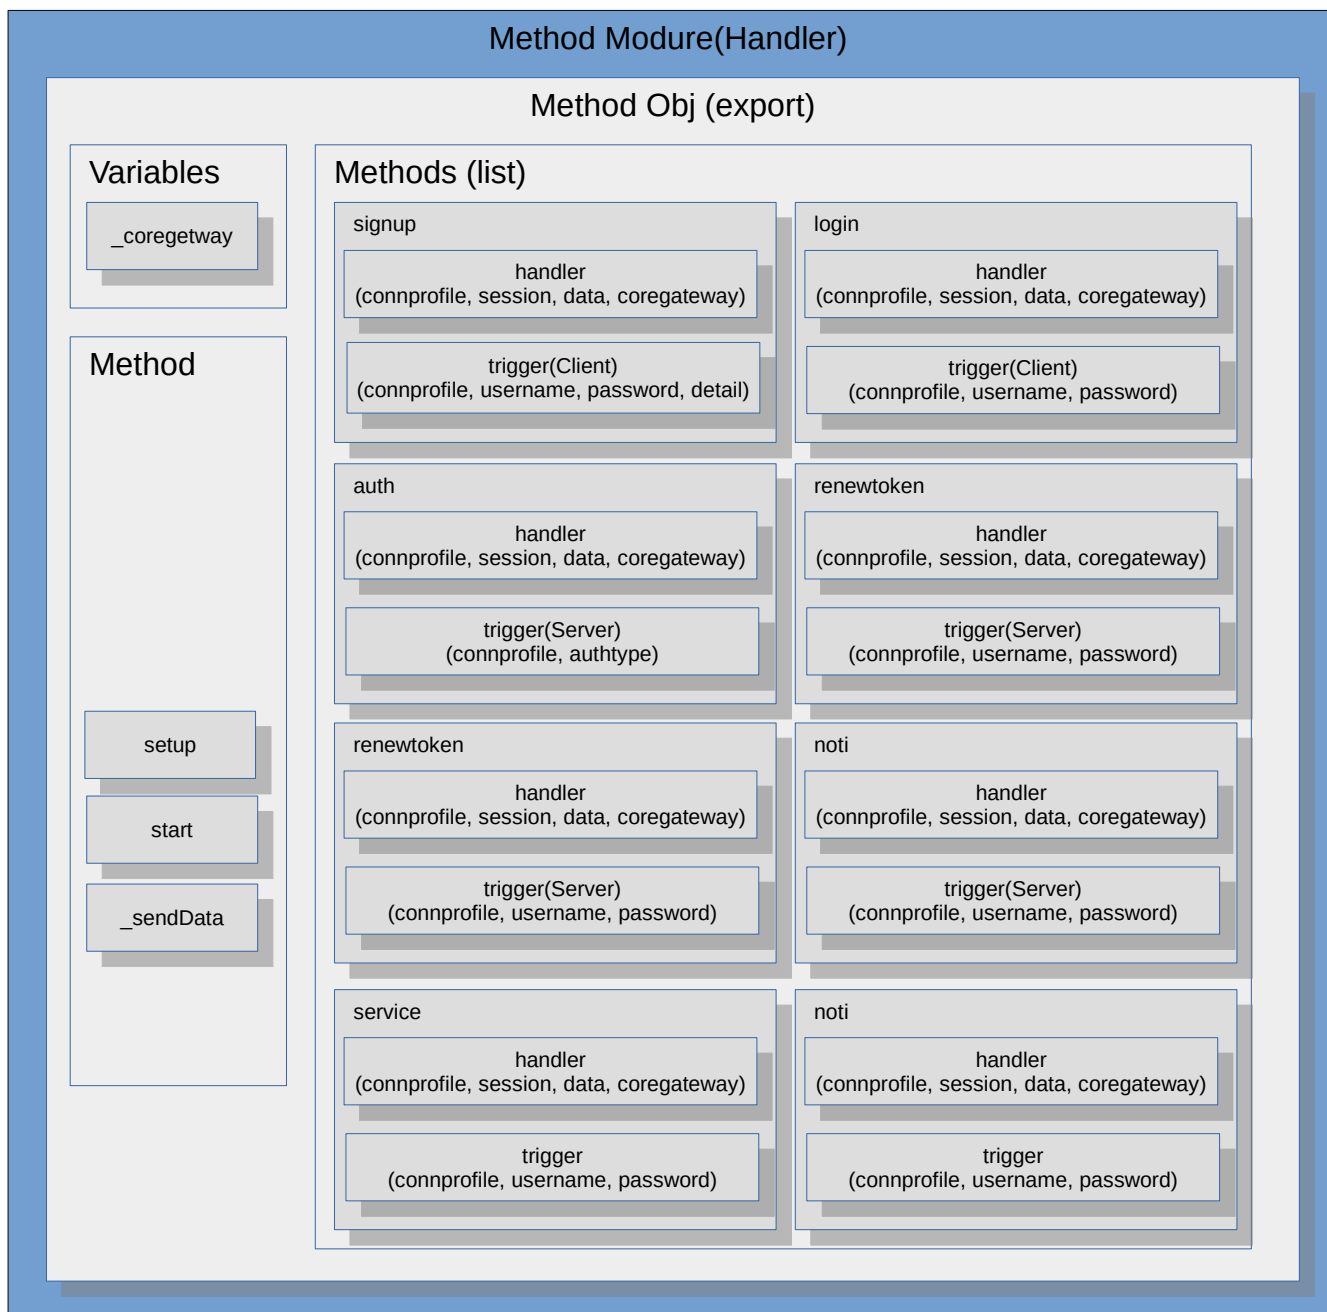 Method Modure(Handler)
Method Obj (export)
Variables
_coregetway
Method
setup
start
_sendData
Methods (list)
signup
handler
(connprofile, session, data, coregateway)
trigger(Client)
(connprofile, username, password, detail)
login
handler
(connprofile, session, data, coregateway)
trigger(Client)
(connprofile, username, password)
auth
handler
(connprofile, session, data, coregateway)
trigger(Server)
(connprofile, authtype)
renewtoken
handler
(connprofile, session, data, coregateway)
trigger(Server)
(connprofile, username, password)
renewtoken
handler
(connprofile, session, data, coregateway)
trigger(Server)
(connprofile, username, password)
noti
handler
(connprofile, session, data, coregateway)
trigger(Server)
(connprofile, username, password)
service
handler
(connprofile, session, data, coregateway)
trigger
(connprofile, username, password)
noti
handler
(connprofile, session, data, coregateway)
trigger
(connprofile, username, password)